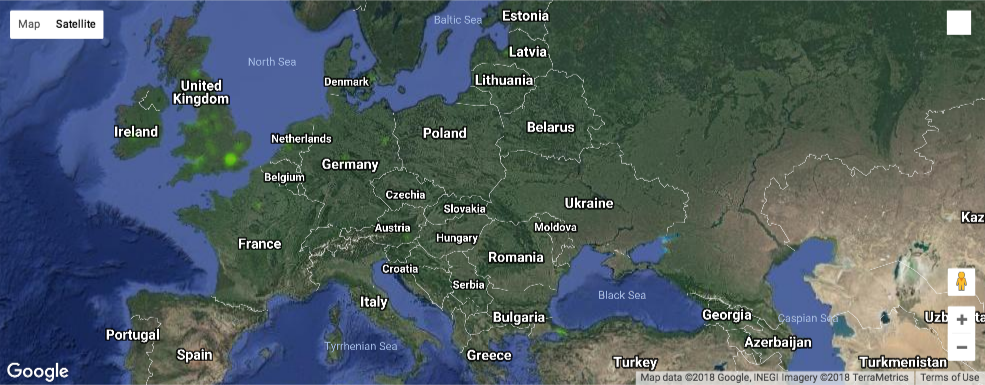 Map Satellite
Estonia
Baltic Sea
Latvia
North Sea
Lithuania
Denmark
United
Kingdom
Ireland
Netherlands
Poland
Belarus
Germany
Belgium
Czechia
Slovakia
Ukraine
Austria
Moldova
France
Hungary
Romania
Kaz
Croatia
Serbia
Italy
Black Sea
Bulgaria
Georgia
Caspian Sea
Portugal
Tyrrhenian Sea
Azerbaijan
Spain
Greece
Turkey
Turkmenistan
Google
Map data ©2018 Google, INEGI Imagery ©2018 TerraMetrics
Terms of Use